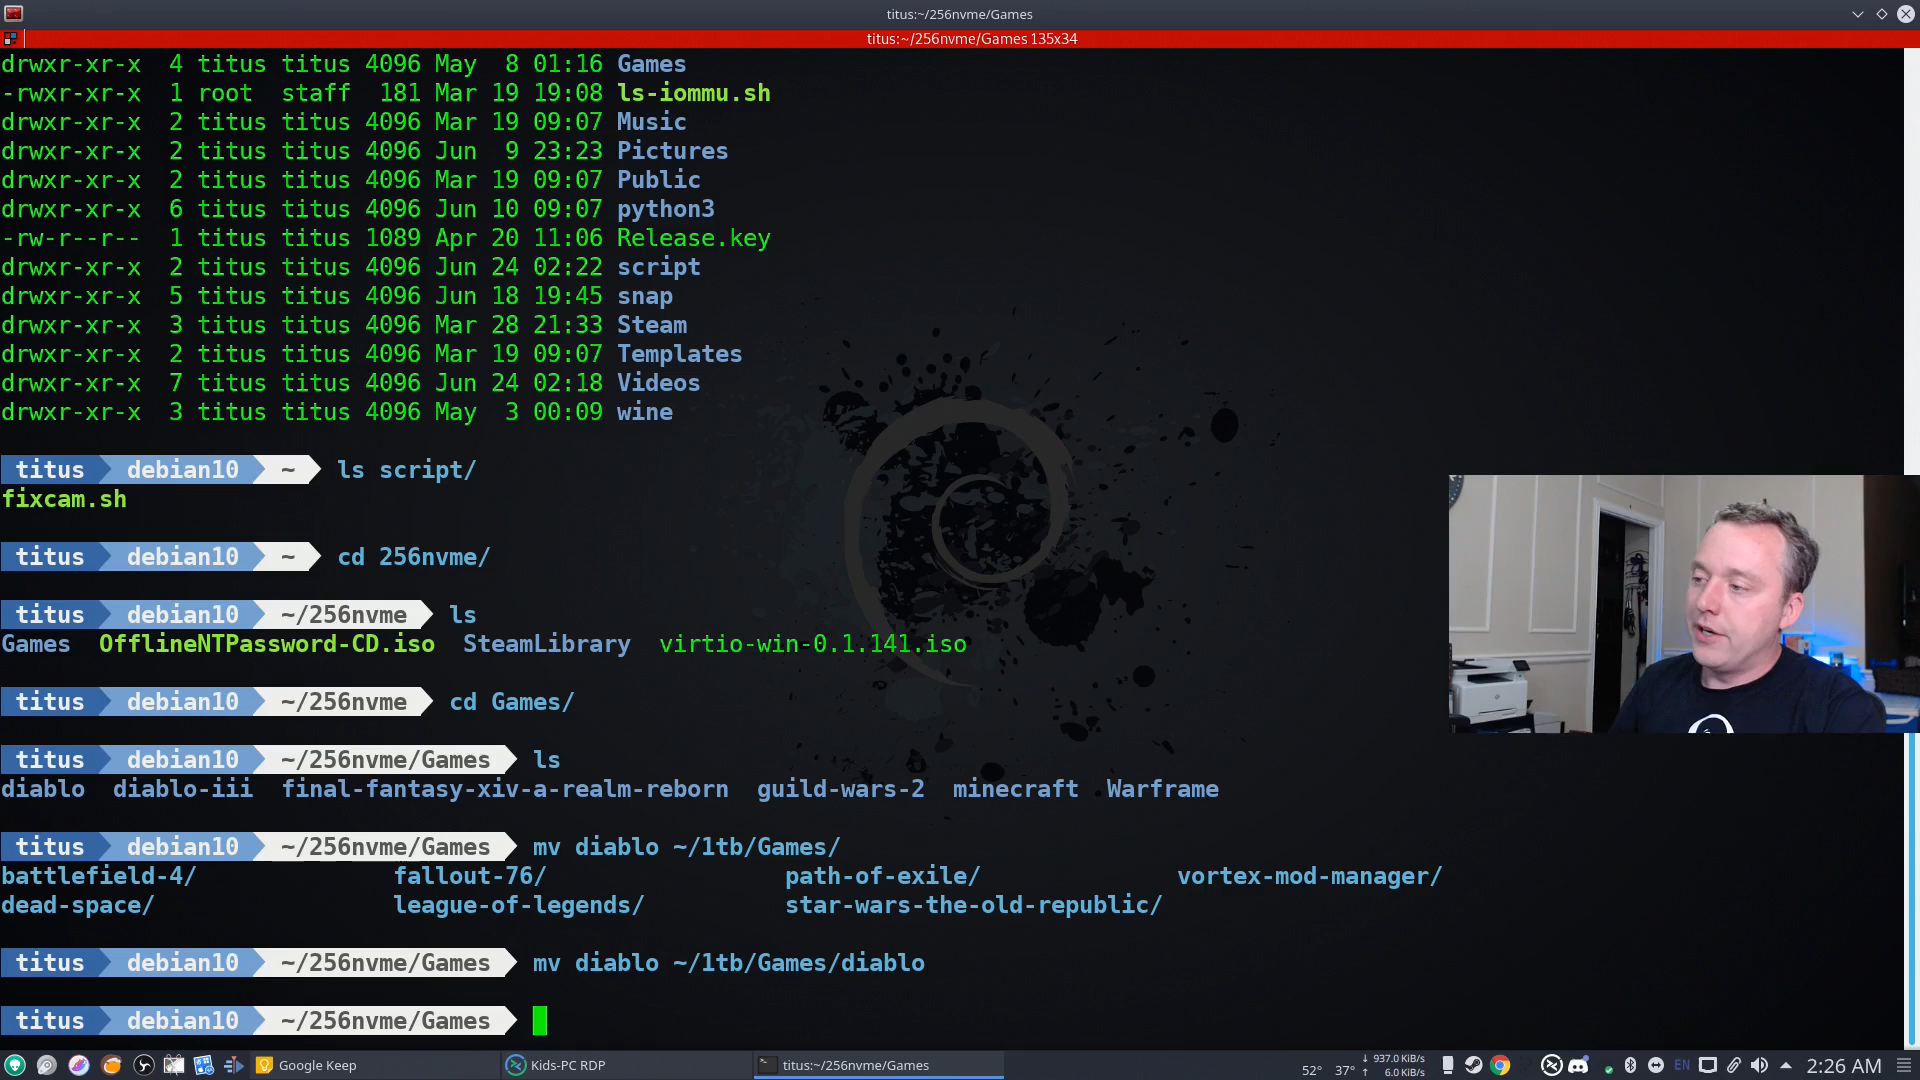 titus:~/256nvme/Games
titus:~/256nvme/Games 135x34
drwxr-xr-x  4 titus titus 4096 May  8 01:16 Games
-rwxr-xr-x  1 root  staff  181 Mar 19 19:08 ls-iommu.sh
drwxr-xr-x  2 titus titus 4096 Mar 19 09:07 Music
drwxr-xr-x  2 titus titus 4096 Jun  9 23:23 Pictures
drwxr-xr-x  2 titus titus 4096 Mar 19 09:07 Public
drwxr-xr-x  6 titus titus 4096 Jun 10 09:07 python3
-rw-r--r--  1 titus titus 1089 Apr 20 11:06 Release.key
drwxr-xr-x  2 titus titus 4096 Jun 24 02:22 script
drwxr-xr-x  5 titus titus 4096 Jun 18 19:45 snap
drwxr-xr-x  3 titus titus 4096 Mar 28 21:33 Steam
drwxr-xr-x  2 titus titus 4096 Mar 19 09:07 Templates
drwxr-xr-x  7 titus titus 4096 Jun 24 02:18 Videos
drwxr-xr-x  3 titus titus 4096 May  3 00:09 wine
titus debian10 ~ ls script/
fixcam.sh
titus debian10 ~ cd 256nvme/
titus debian10 ~/256nvme ls
Games  OfflineNTPassword-CD.iso  SteamLibrary  virtio-win-0.1.141.iso
titus debian10 ~/256nvme cd Games/
titus debian10 ~/256nvme/Games ls
diablo  diablo-iii  final-fantasy-xiv-a-realm-reborn  guild-wars-2  minecraft  Warframe
titus debian10 ~/256nvme/Games mv diablo ~/1tb/Games/
battlefield-4/ fallout-76/ path-of-exile/ vortex-mod-manager/
dead-space/ league-of-legends/ star-wars-the-old-republic/
titus debian10 ~/256nvme/Games mv diablo ~/1tb/Games/diablo
titus debian10 ~/256nvme/Games
Google Keep Kids-PC RDP titus:~/256nvme/Games 52° 37° ↓ 937.0 KiB/s EN 2:26 AM
↑ 6.0 KiB/s